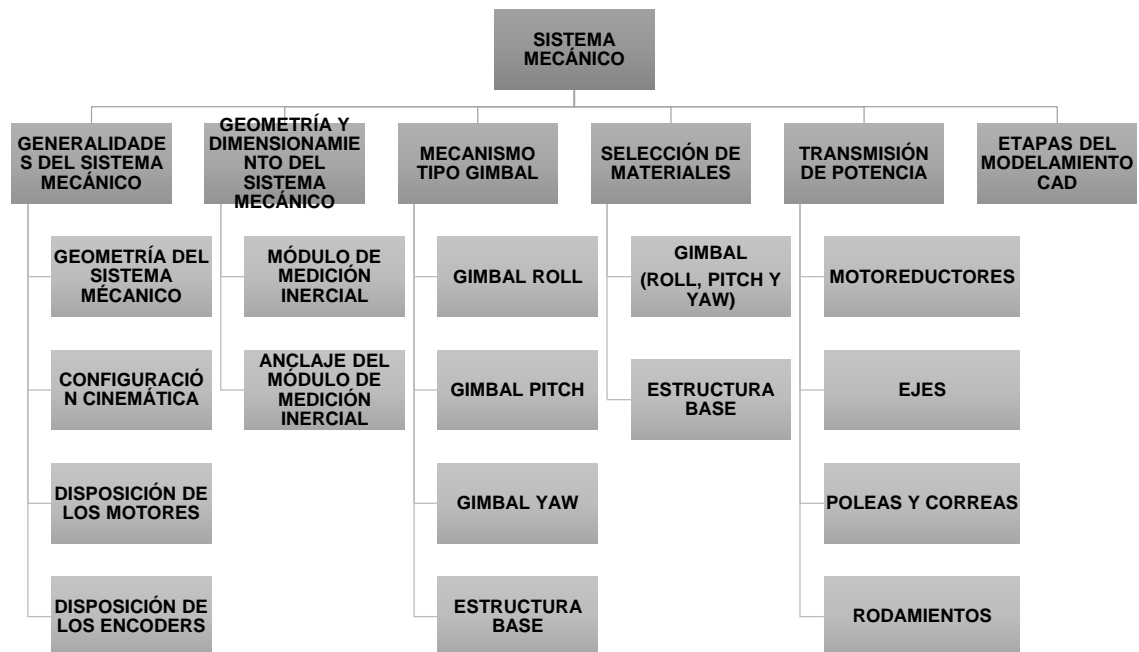 SISTEMA
MECÁNICO
GENERALIDADE
S DEL SISTEMA
MECÁNICO
GEOMETRÍA DEL
SISTEMA
MÉCANICO
CONFIGURACIÓ
N CINEMÁTICA
DISPOSICIÓN DE
LOS MOTORES
DISPOSICIÓN DE
LOS ENCODERS
GEOMETRÍA Y
DIMENSIONAMIE
NTO DEL
SISTEMA
MECÁNICO
MÓDULO DE
MEDICIÓN
INERCIAL
ANCLAJE DEL
MÓDULO DE
MEDICIÓN
INERCIAL
MECANISMO
TIPO GIMBAL
GIMBAL ROLL
GIMBAL PITCH
GIMBAL YAW
ESTRUCTURA
BASE
SELECCIÓN DE
MATERIALES
GIMBAL
(ROLL, PITCH Y
YAW)
ESTRUCTURA
BASE
TRANSMISIÓN
DE POTENCIA
MOTOREDUCTORES
EJES
POLEAS Y CORREAS
RODAMIENTOS
ETAPAS DEL
MODELAMIENTO
CAD